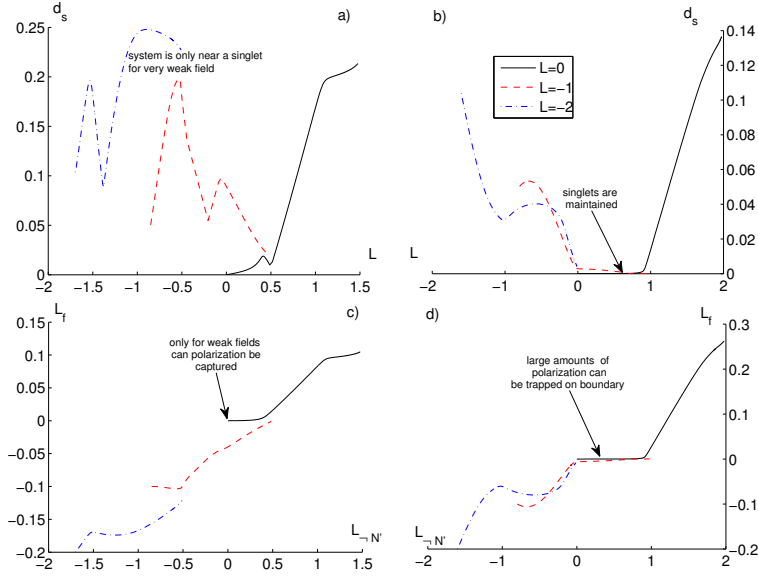 d_s
a)
0.25
0.2
0.15
0.1
0.05
0
system is only near a singlet
for very weak field
−2 −1.5 −1 −0.5 0 0.5 1 1.5
L
b)
d_s
L=0
L=−1
L=−2
0.14
0.12
0.1
0.08
0.06
0.04
0.02
0
singlets are
maintained
L
−2 −1 0 1 2
L_f
c)
0.15
0.1
0.05
0
−0.05
−0.1
−0.15
−0.2
only for weak fields
can polarization be
captured
L_¬ N'
−2 −1.5 −1 −0.5 0 0.5 1 1.5
d)
L_f
0.3
0.2
0.1
0
−0.1
−0.2
large amounts of
polarization can
be trapped on boundary
L_¬ N'
−2 −1 0 1 2